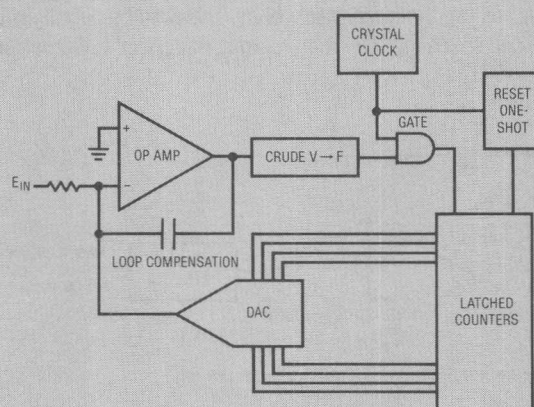 CRYSTAL
CLOCK
RESET
ONE-
SHOT
GATE
+
OP AMP
CRUDE V → F
E_IN
−
LOOP COMPENSATION
DAC
LATCHED
COUNTERS